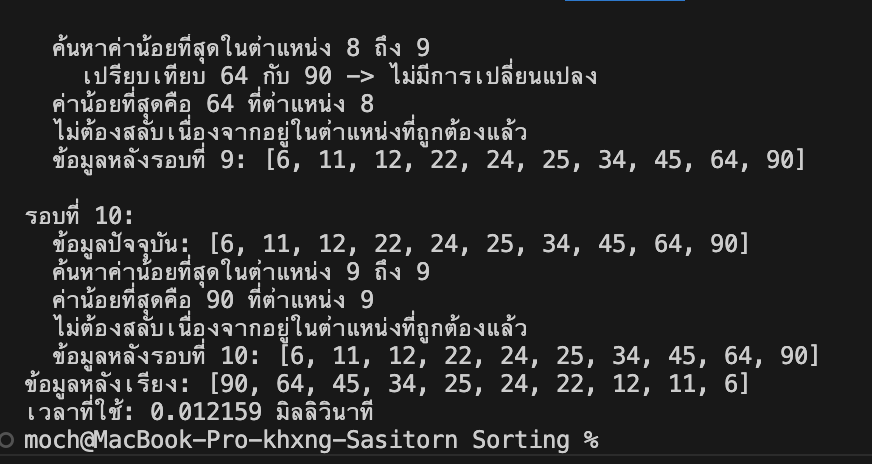 ค้นหาค่าน้อยที่สุดในตำแหน่ง 8 ถึง 9
เปรียบเทียบ 64 กับ 90 -> ไม่มีการเปลี่ยนแปลง
ค่าน้อยที่สุดคือ 64 ที่ตำแหน่ง 8
ไม่ต้องสลับเนื่องจากอยู่ในตำแหน่งที่ถูกต้องแล้ว
ข้อมูลหลังรอบที่ 9: [6, 11, 12, 22, 24, 25, 34, 45, 64, 90]
รอบที่ 10:
ข้อมูลปัจจุบัน: [6, 11, 12, 22, 24, 25, 34, 45, 64, 90]
ค้นหาค่าน้อยที่สุดในตำแหน่ง 9 ถึง 9
ค่าน้อยที่สุดคือ 90 ที่ตำแหน่ง 9
ไม่ต้องสลับเนื่องจากอยู่ในตำแหน่งที่ถูกต้องแล้ว
ข้อมูลหลังรอบที่ 10: [6, 11, 12, 22, 24, 25, 34, 45, 64, 90]
ข้อมูลหลังเรียง: [90, 64, 45, 34, 25, 24, 22, 12, 11, 6]
เวลาที่ใช้: 0.012159 มิลลิวินาที
moch@MacBook-Pro-khxng-Sasitorn Sorting %